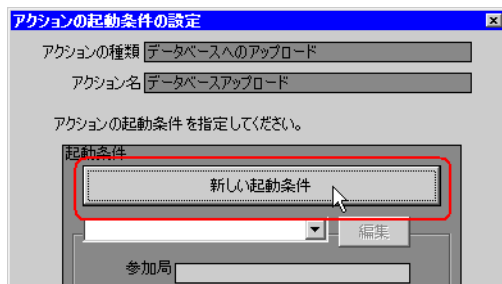 アクションの起動条件の設定
アクションの種類 データベースへのアップロード
アクション名 データベースアップロード
アクションの起動条件を指定してください。
起動条件
新しい起動条件
編集
参加局